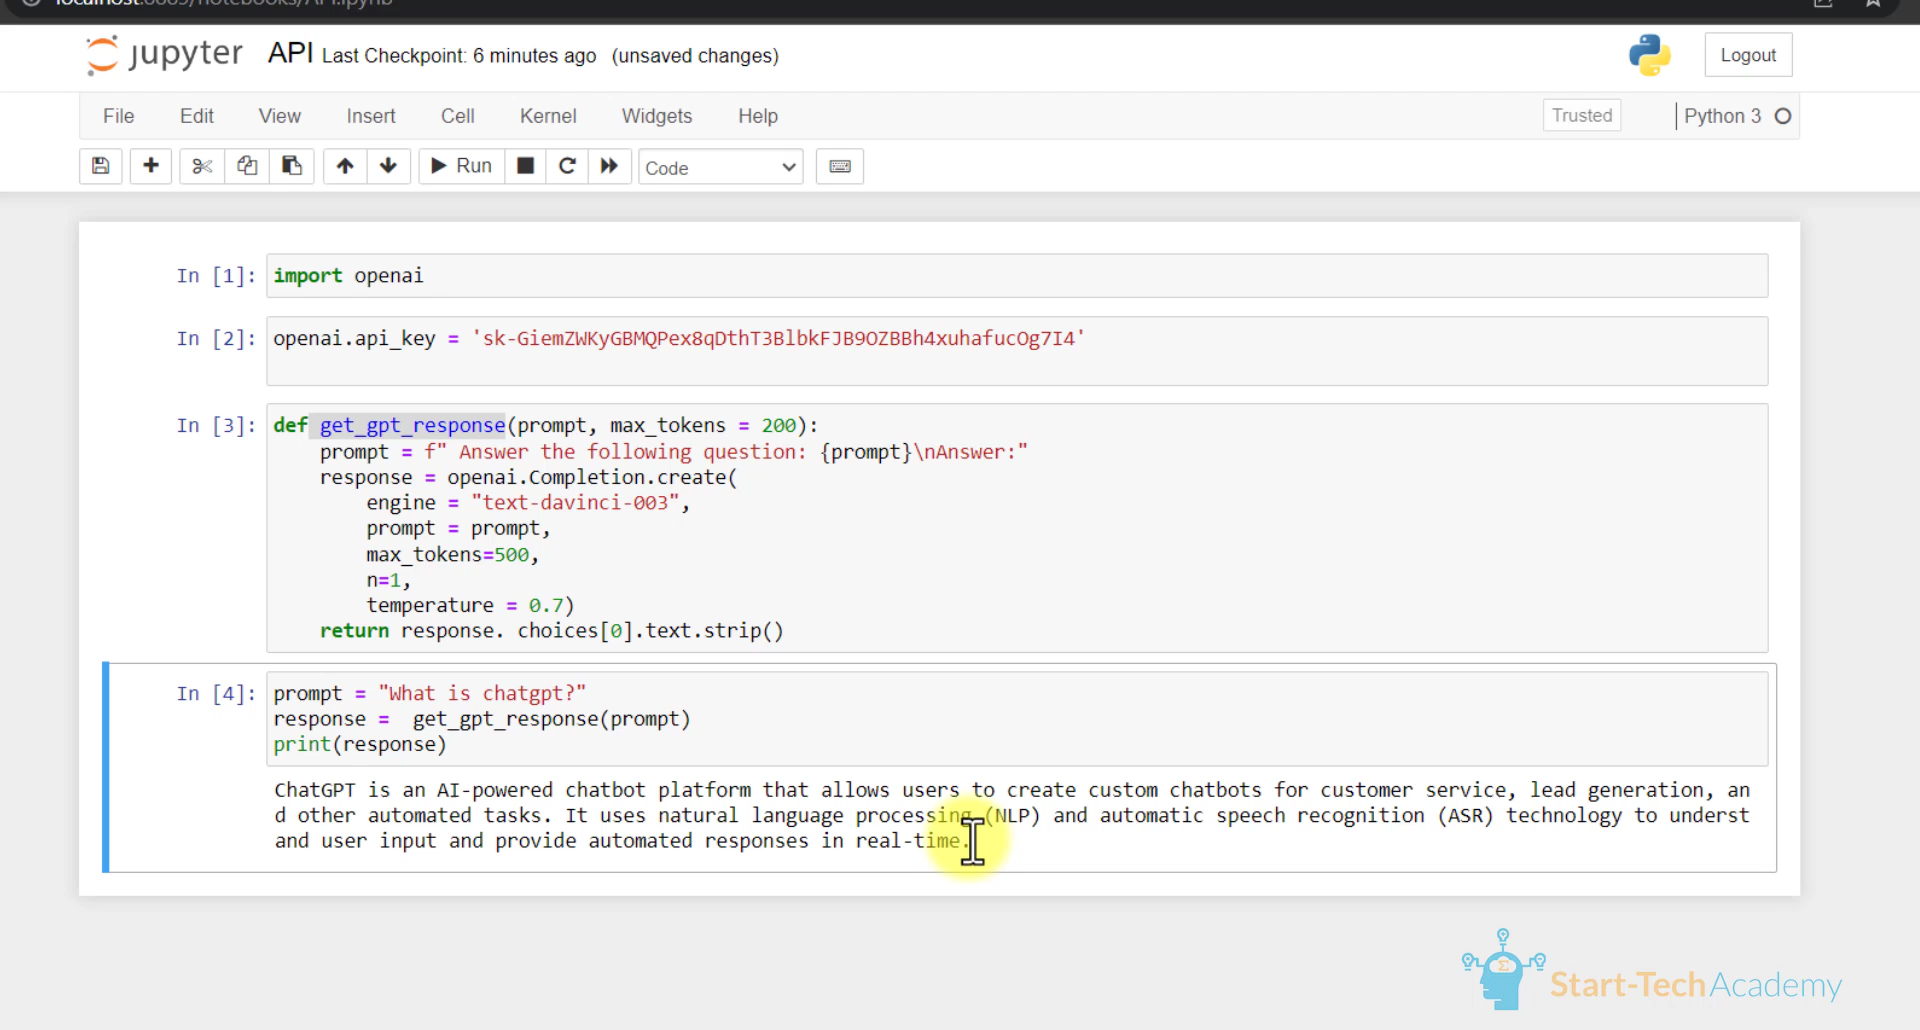 localhost:8889/notebooks/API.ipynb
jupyter API Last Checkpoint: 6 minutes ago (unsaved changes)
Logout
File Edit View Insert Cell Kernel Widgets Help
Trusted
Python 3
Run
Code
In [1]: import openai
In [2]: openai.api_key = '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'
In [3]: def get_gpt_response(prompt, max_tokens = 200):
prompt = f" Answer the following question: {prompt}\nAnswer:"
response = openai.Completion.create(
engine = "text-davinci-003",
prompt = prompt,
max_tokens=500,
n=1,
temperature = 0.7)
return response. choices[0].text.strip()
In [4]: prompt = "What is chatgpt?"
response =  get_gpt_response(prompt)
print(response)
ChatGPT is an AI-powered chatbot platform that allows users to create custom chatbots for customer service, lead generation, an
d other automated tasks. It uses natural language processing (NLP) and automatic speech recognition (ASR) technology to underst
and user input and provide automated responses in real-time.
Start-Tech Academy